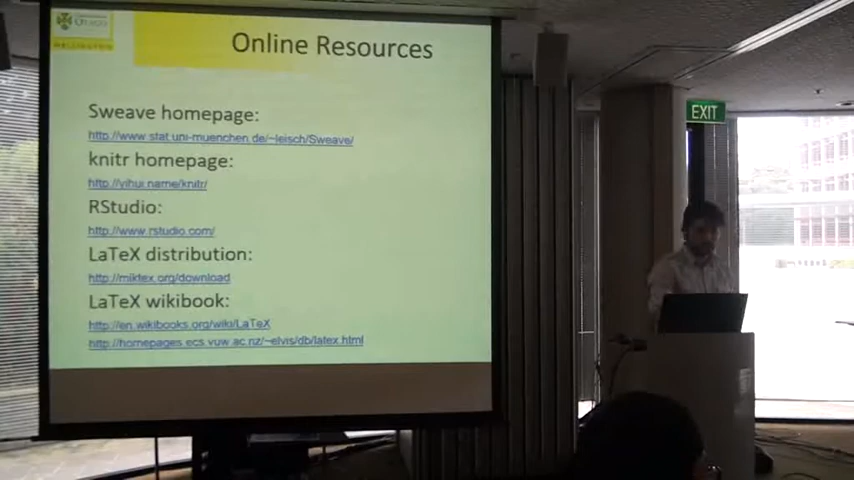 WELLINGTON
Online Resources
Sweave homepage:
http://www.stat.uni-muenchen.de/~leisch/Sweave/
knitr homepage:
http://yihui.name/knitr/
RStudio:
http://www.rstudio.com/
LaTeX distribution:
http://miktex.org/download
LaTeX wikibook:
http://en.wikibooks.org/wiki/LaTeX
http://homepages.ecs.vuw.ac.nz/~elvis/db/latex.html
EXIT